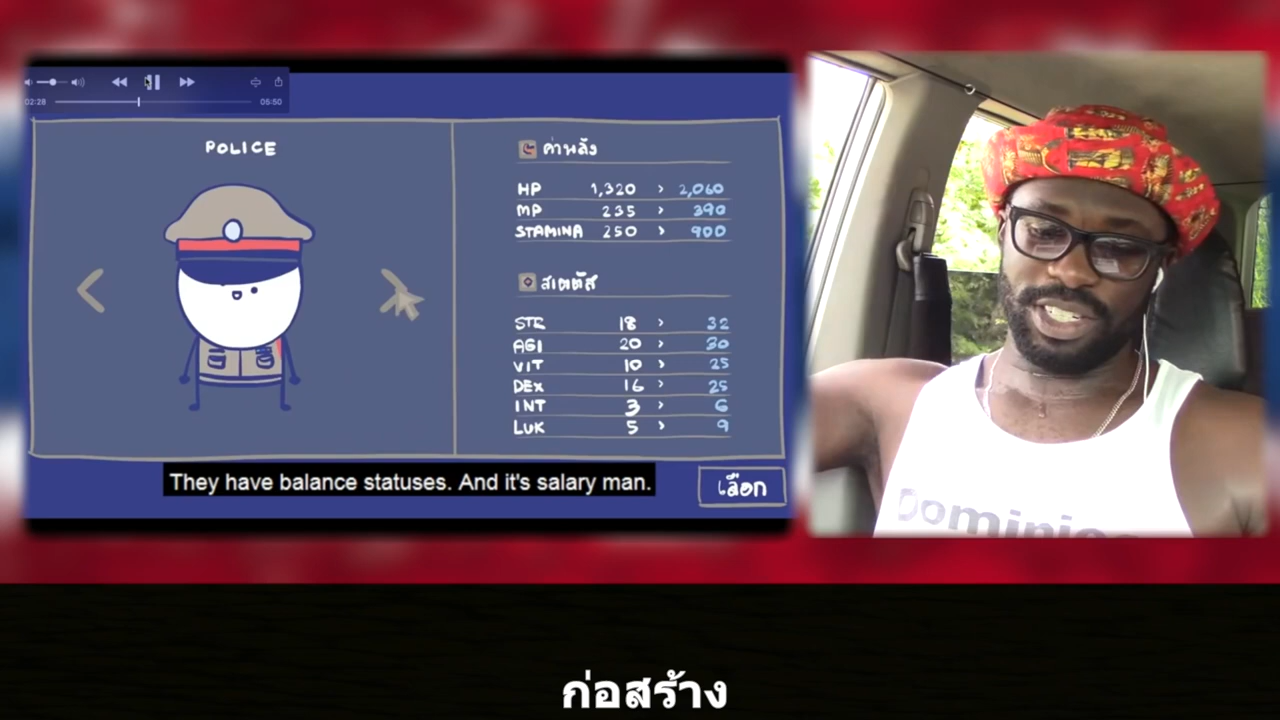 02:28
05:50
POLICE
ค่าพลัง
HP 1,320 > 2,060
MP 235 > 390
STAMINA 250 > 900
สเตตัส
STR 18 > 32
AGI 20 > 30
VIT 10 > 25
DEX 16 > 25
INT 3 > 6
LUK 5 > 9
They have balance statuses. And it's salary man.
เลือก
ก่อสร้าง